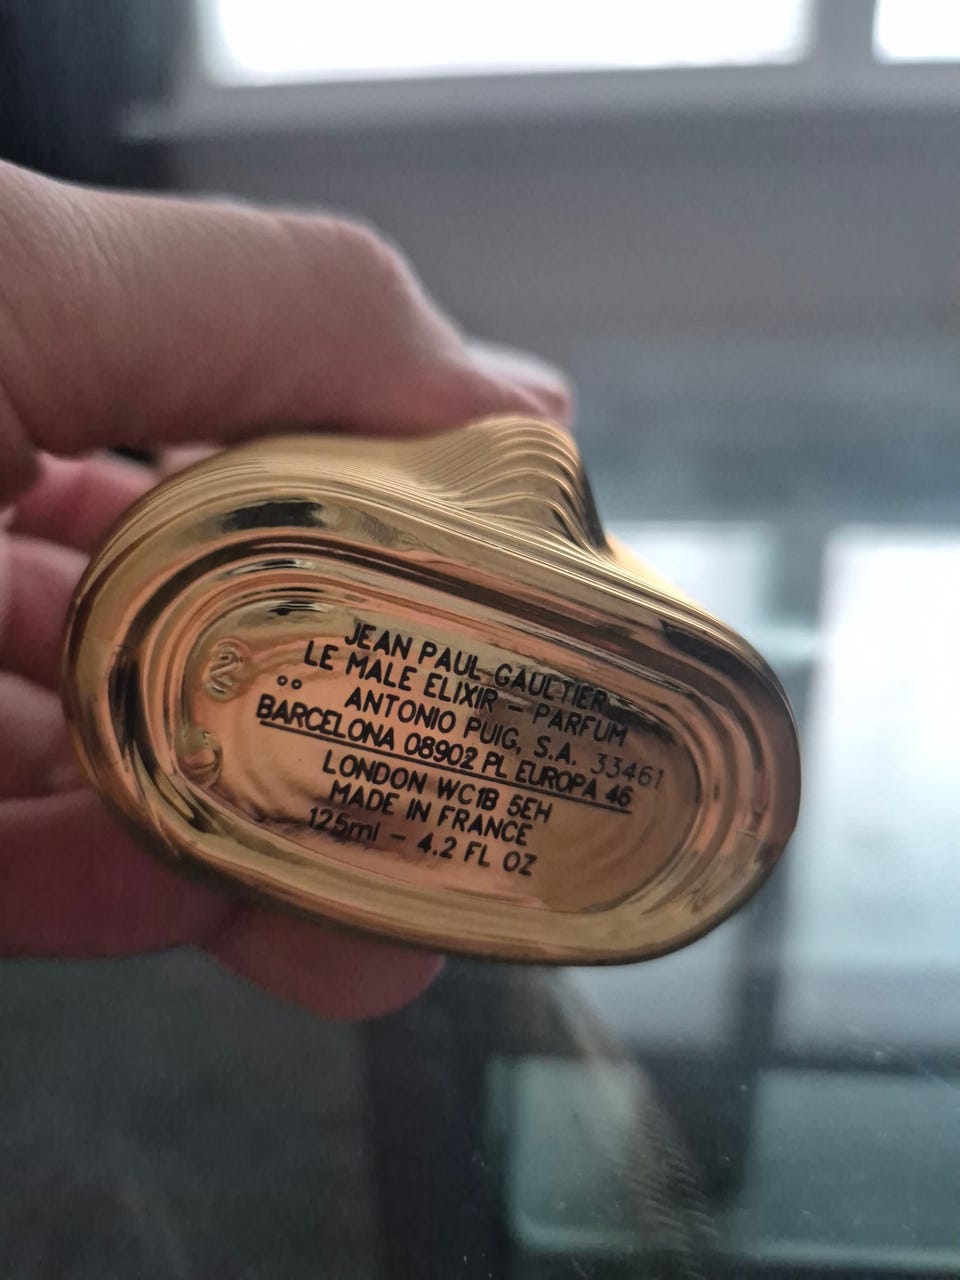 JEAN PAUL GAULTIER
LE MALE ELIXIR - PARFUM
ANTONIO PUIG, S.A. 33461
BARCELONA 08902 PL EUROPA 46
LONDON WC1B 5EH
MADE IN FRANCE
125ml - 4.2 FL OZ